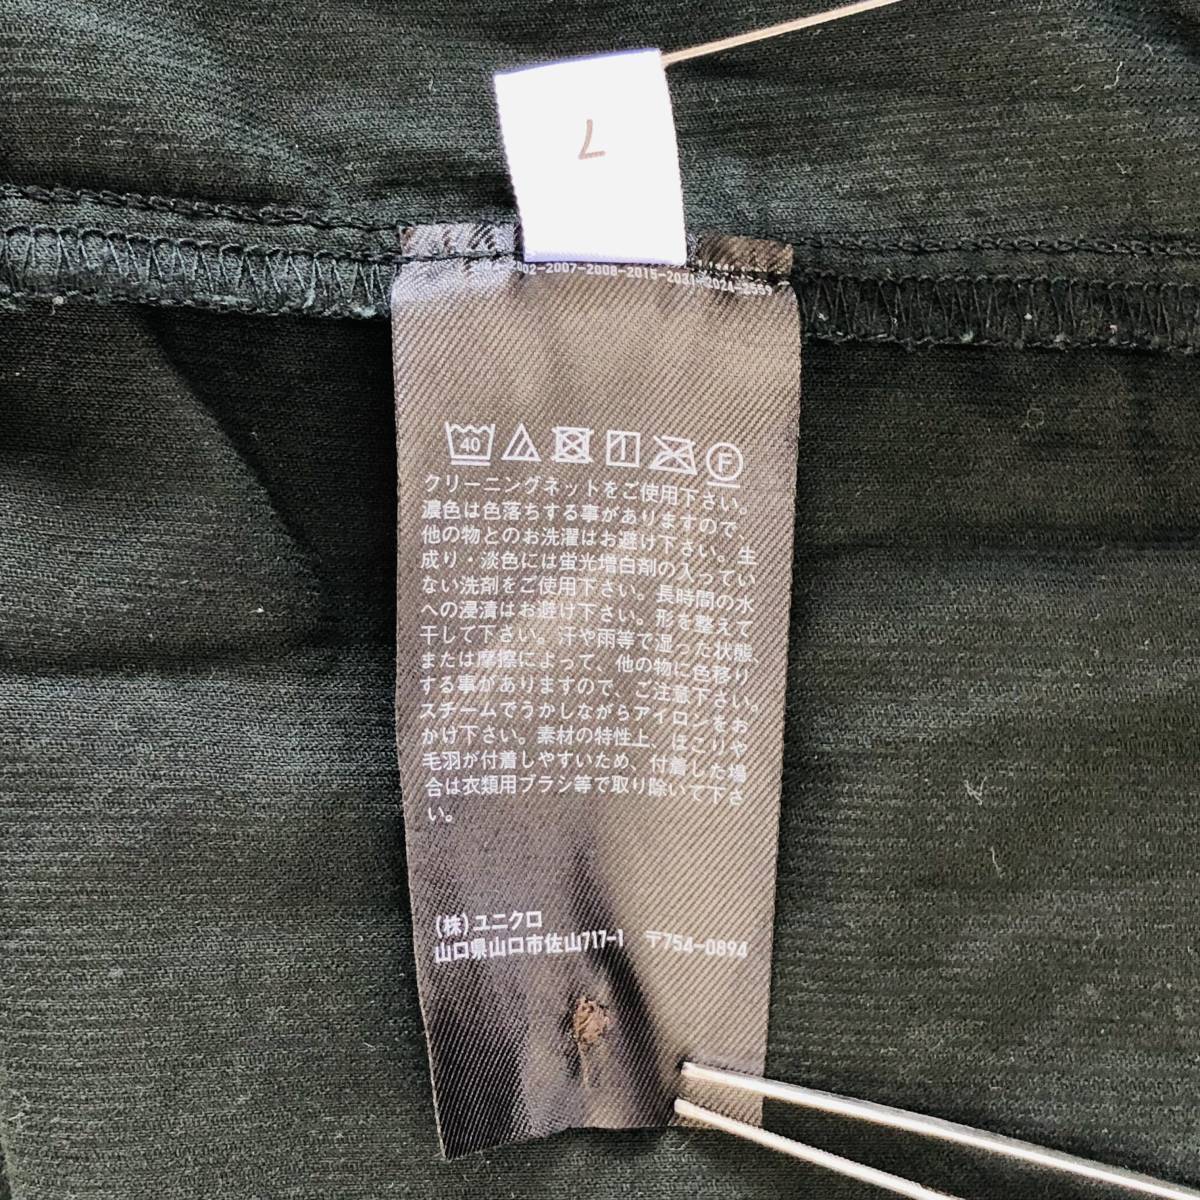 7
02-2007-2008-2015-2021-2024-2559
40 F
クリーニングネットをご使用下さい。
濃色は色落ちする事がありますので、
他の物とのお洗濯はお避け下さい。生
成り・淡色には蛍光増白剤の入ってい
ない洗剤をご使用下さい。長時間の水
への浸漬はお避け下さい。形を整えて
干して下さい。汗や雨等で湿った状態、
または摩擦によって、他の物に色移り
する事がありますので、ご注意下さい。
スチームでうかしながらアイロンをお
かけ下さい。素材の特性上、ほこりや
毛羽が付着しやすいため、付着した場
合は衣類用ブラシ等で取り除いて下さ
い。
(株)ユニクロ
山口県山口市佐山717-1 〒754-0894